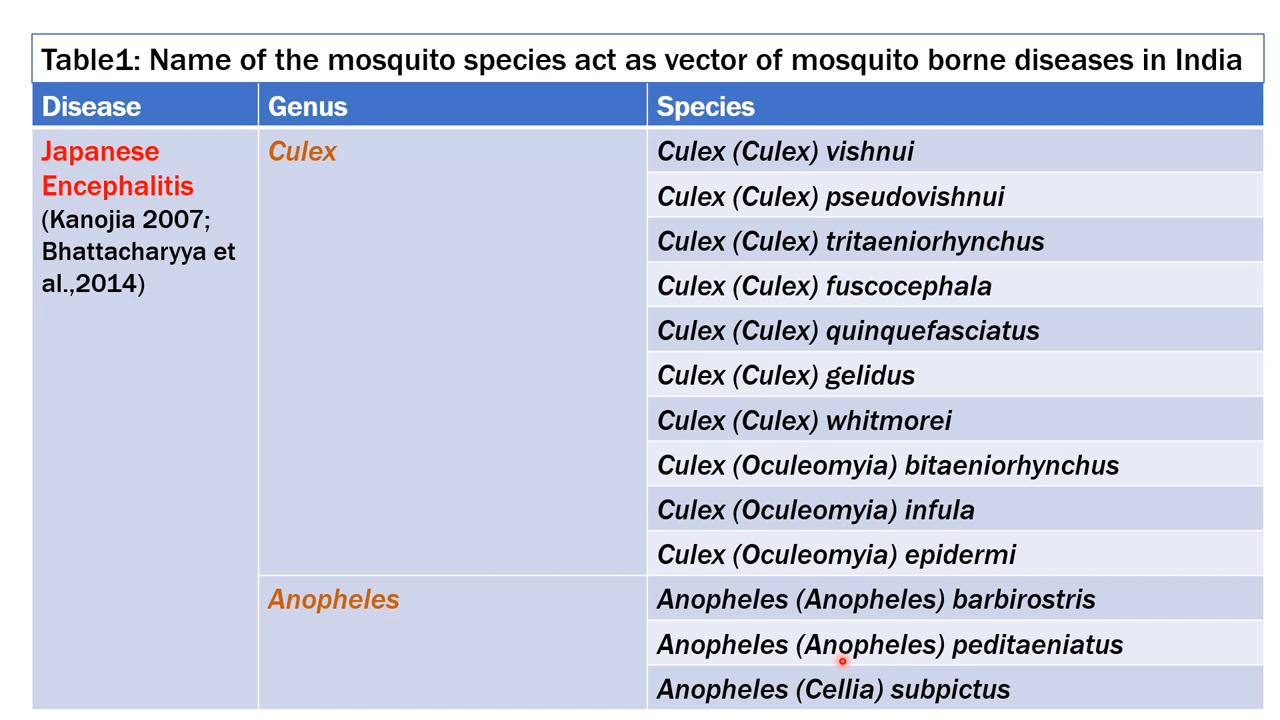 Table1: Name of the mosquito species act as vector of mosquito borne diseases in India
Disease Genus Species
Japanese
Encephalitis
(Kanojia 2007;
Bhattacharyya et
al.,2014)
Culex
Culex (Culex) vishnui
Culex (Culex) pseudovishnui
Culex (Culex) tritaeniorhynchus
Culex (Culex) fuscocephala
Culex (Culex) quinquefasciatus
Culex (Culex) gelidus
Culex (Culex) whitmorei
Culex (Oculeomyia) bitaeniorhynchus
Culex (Oculeomyia) infula
Culex (Oculeomyia) epidermi
Anopheles
Anopheles (Anopheles) barbirostris
Anopheles (Anopheles) peditaeniatus
Anopheles (Cellia) subpictus